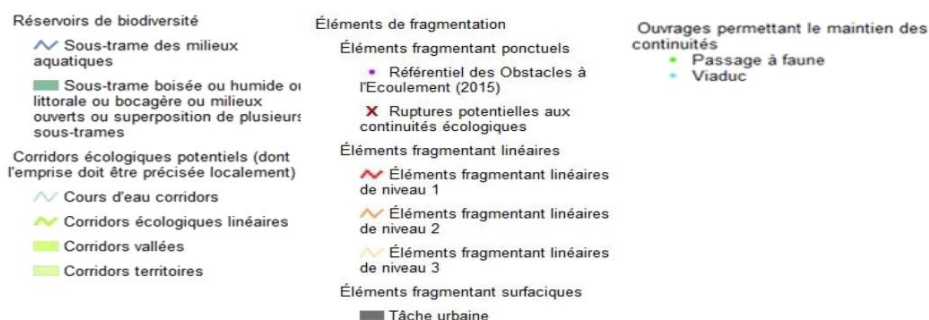 Réservoirs de biodiversité
Sous-trame des milieux
aquatiques
Sous-trame boisée ou humide ou
littorale ou bocagère ou milieux
ouverts ou superposition de plusieurs
sous-trames
Corridors écologiques potentiels (dont
l'emprise doit être précisée localement)
Cours d'eau corridors
Corridors écologiques linéaires
Corridors vallées
Corridors territoires
Éléments de fragmentation
Éléments fragmentant ponctuels
Référentiel des Obstacles à
l'Ecoulement (2015)
Ruptures potentielles aux
continuités écologiques
Éléments fragmentant linéaires
Éléments fragmentant linéaires
de niveau 1
Éléments fragmentant linéaires
de niveau 2
Éléments fragmentant linéaires
de niveau 3
Éléments fragmentant surfaciques
Tâche urbaine
Ouvrages permettant le maintien des
continuités
Passage à faune
Viaduc